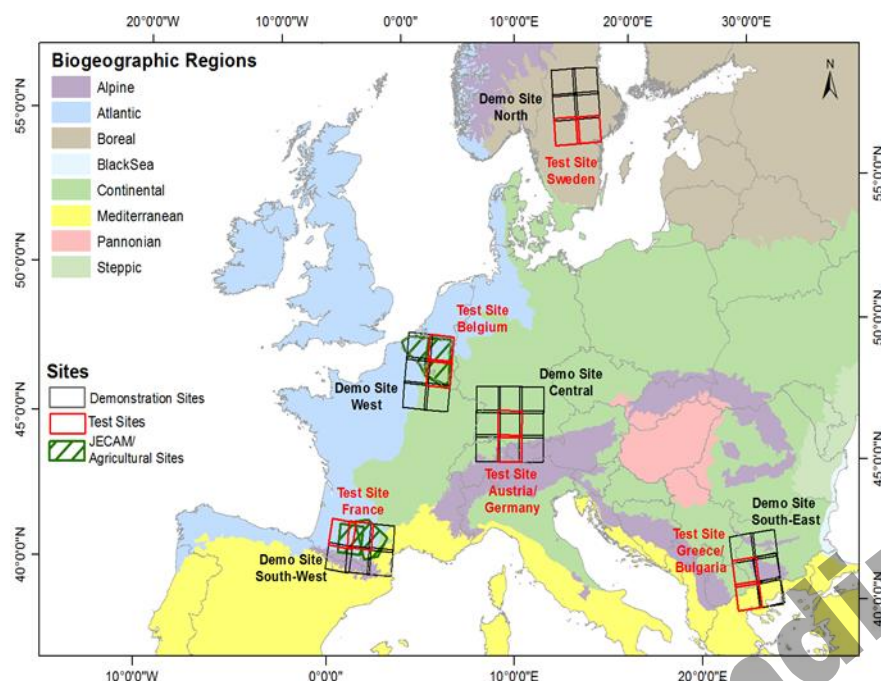 20°0'0"W
10°0'0"W
0°0'0"
10°0'0"E
20°0'0"E
30°0'0"E
Biogeographic Regions
Alpine
Atlantic
Boreal
BlackSea
Continental
Mediterranean
Pannonian
Steppic
Sites
Demonstration Sites
Test Sites
JECAM/
Agricultural Sites
N
Demo Site
North
Test Site
Sweden
Test Site
Belgium
Demo Site
West
Demo Site
Central
Test Site
Austria/
Germany
Test Site
France
Demo Site
South-West
Demo Site
South-East
Test Site
Greece/
Bulgaria
55°0'0"N
50°0'0"N
45°0'0"N
40°0'0"N
55°0'0"N
50°0'0"N
45°0'0"N
40°0'0"N
10°0'0"W
0°0'0"
10°0'0"E
20°0'0"E